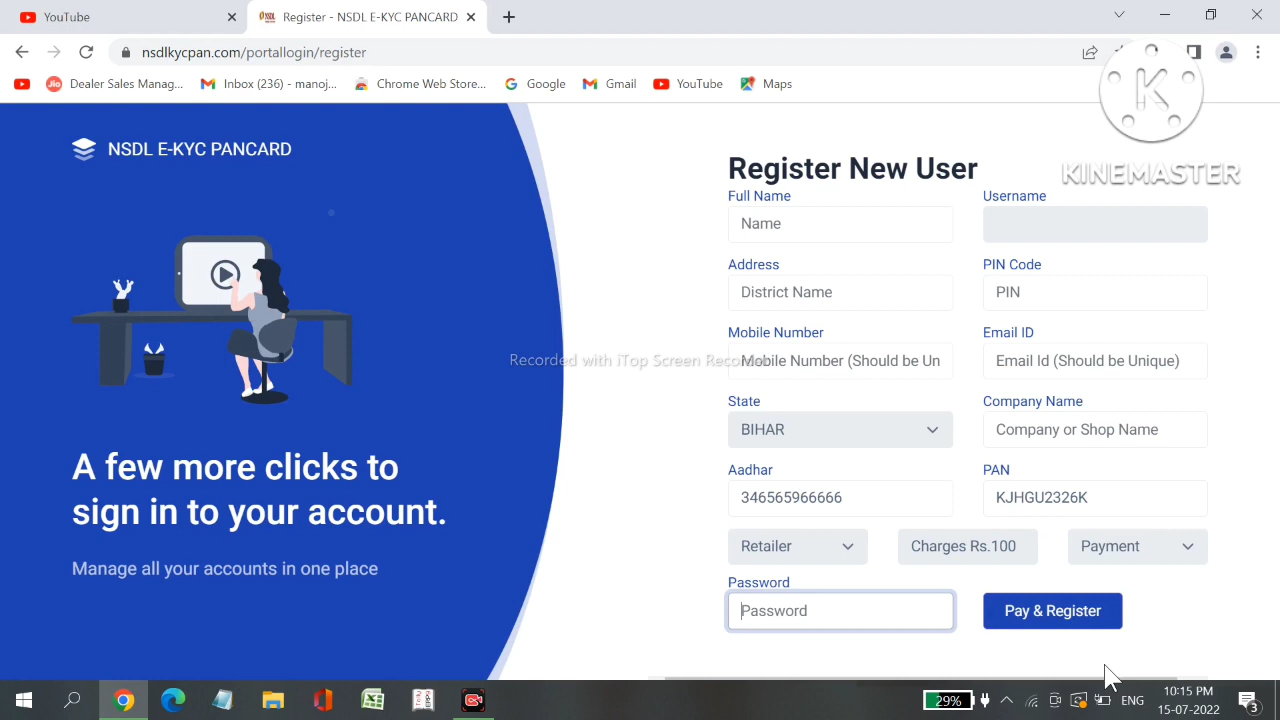 YouTube
Register - NSDL E-KYC PANCARD
nsdlkycpan.com/portallogin/register
Dealer Sales Manag...
Inbox (236) - manoj...
Chrome Web Store...
Google
Gmail
YouTube
Maps
K
KINEMASTER
NSDL E-KYC PANCARD
A few more clicks to
sign in to your account.
Manage all your accounts in one place
Recorded with iTop Screen Recorder
Register New User
Full Name
Username
Name
Address
PIN Code
District Name
PIN
Mobile Number
Email ID
Mobile Number (Should be Un
Email Id (Should be Unique)
State
Company Name
BIHAR
Company or Shop Name
Aadhar
PAN
346565966666
KJHGU2326K
Retailer
Charges Rs.100
Payment
Password
Password
Pay & Register
29%
ENG
10:15 PM
15-07-2022
3